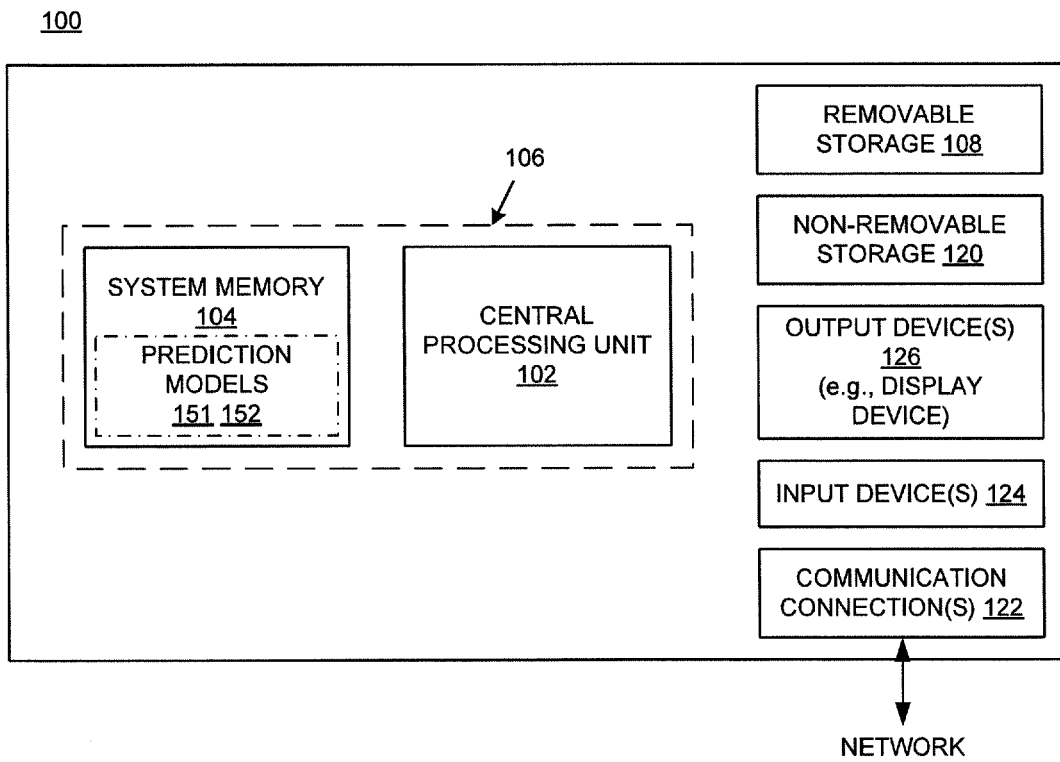 100
106
SYSTEM MEMORY
104
PREDICTION
MODELS
151 152
CENTRAL
PROCESSING UNIT
102
REMOVABLE
STORAGE 108
NON-REMOVABLE
STORAGE 120
OUTPUT DEVICE(S)
126
(e.g., DISPLAY
DEVICE)
INPUT DEVICE(S) 124
COMMUNICATION
CONNECTION(S) 122
NETWORK